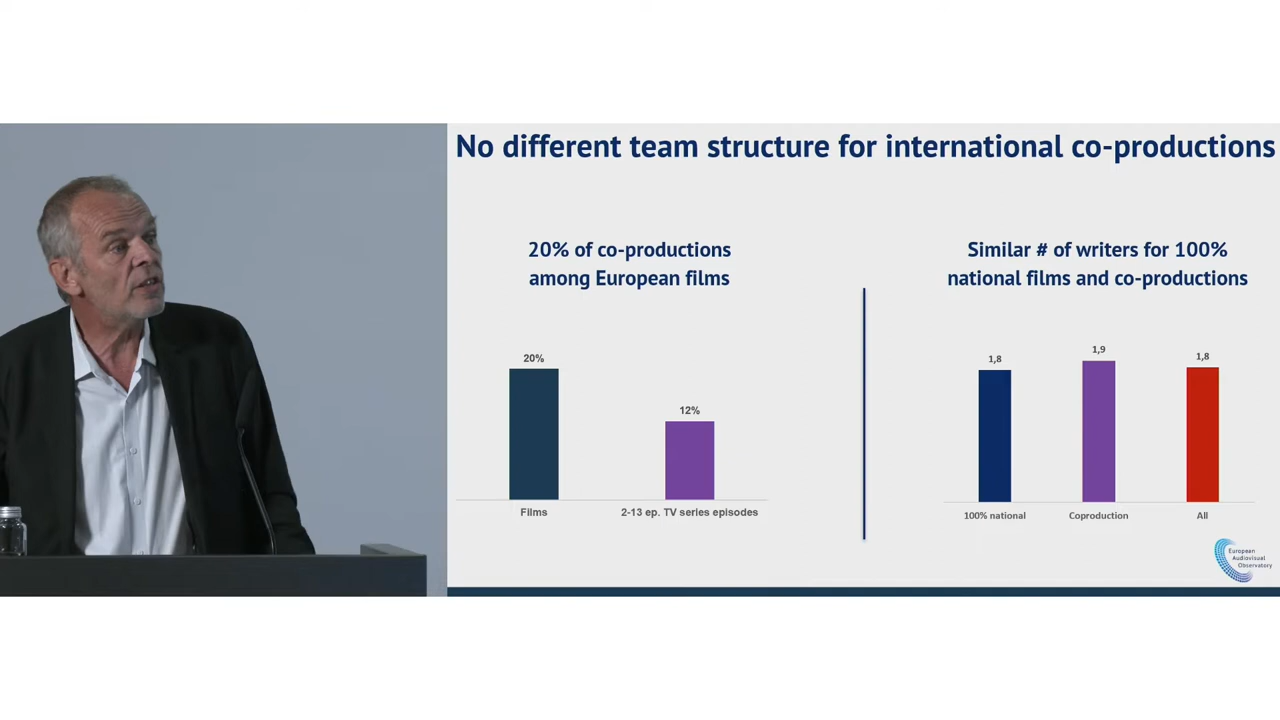 No different team structure for international co-productions
20% of co-productions
among European films
20%
12%
Films
2-13 ep. TV series episodes
Similar # of writers for 100%
national films and co-productions
1,8
1,9
1,8
100% national
Coproduction
All
European
Audiovisual
Observatory